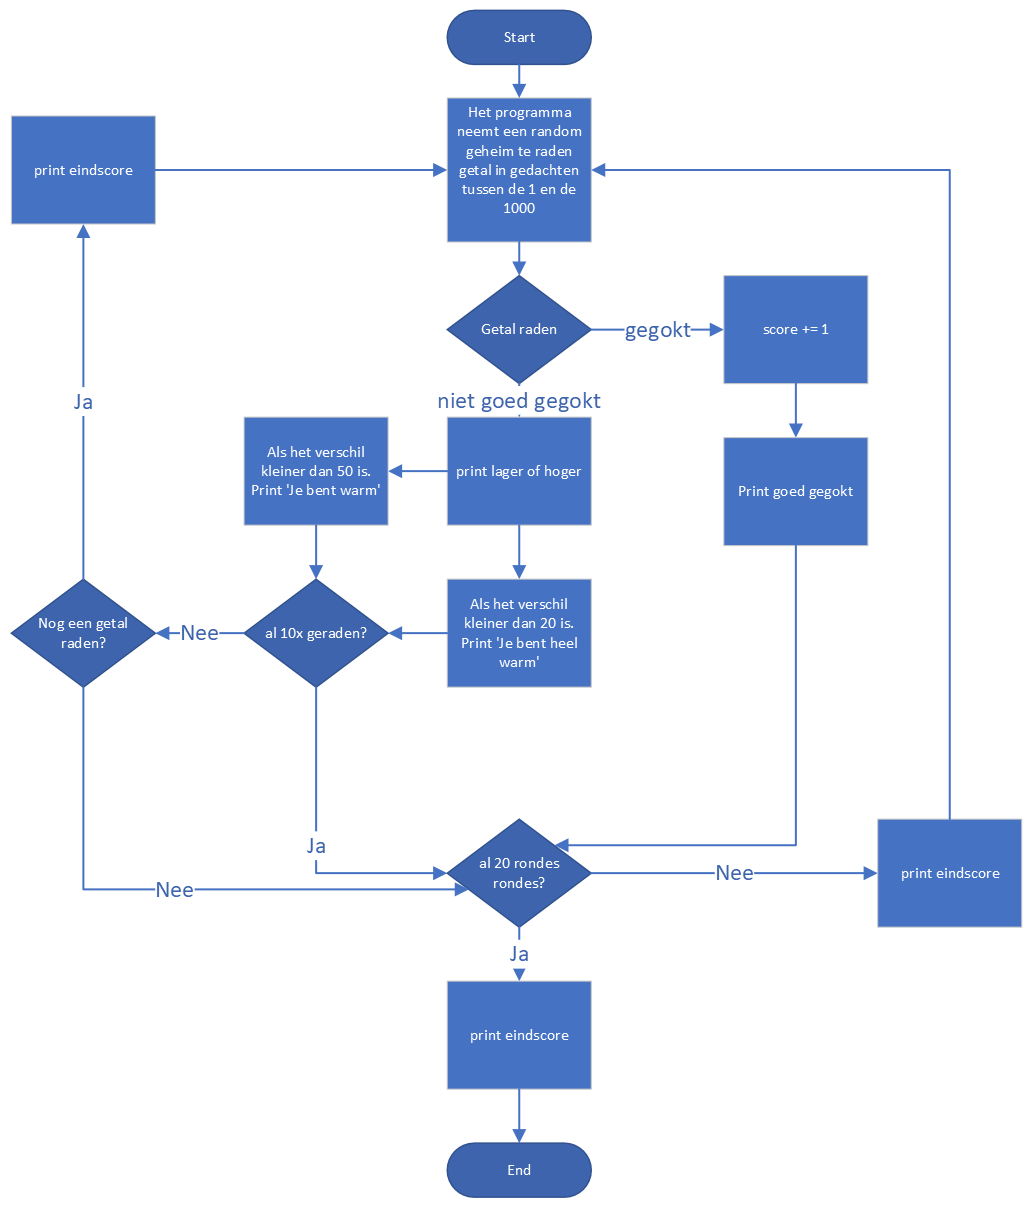 Start
Het programma
neemt een random
geheim te raden
getal in gedachten
tussen de 1 en de
1000
print eindscore
Getal raden
gegokt
score += 1
niet goed gegokt
Ja
Als het verschil
kleiner dan 50 is.
Print 'Je bent warm'
print lager of hoger
Print goed gegokt
Nog een getal
raden?
Nee
al 10x geraden?
Als het verschil
kleiner dan 20 is.
Print 'Je bent heel
warm'
Ja
al 20 rondes
rondes?
Nee
print eindscore
Nee
Ja
print eindscore
End